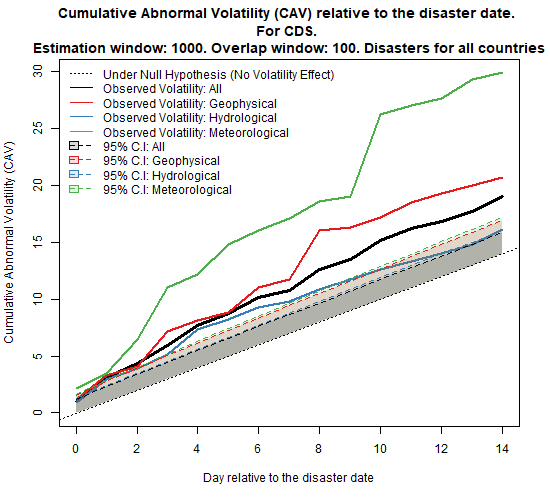 Cumulative Abnormal Volatility (CAV) relative to the disaster date.
For CDS.
Estimation window: 1000. Overlap window: 100. Disasters for all countries
Under Null Hypothesis (No Volatility Effect)
Observed Volatility: All
Observed Volatility: Geophysical
Observed Volatility: Hydrological
Observed Volatility: Meteorological
95% C.I: All
95% C.I: Geophysical
95% C.I: Hydrological
95% C.I: Meteorological
Cumulative Abnormal Volatility (CAV)
30
25
20
15
10
5
0
0 2 4 6 8 10 12 14
Day relative to the disaster date